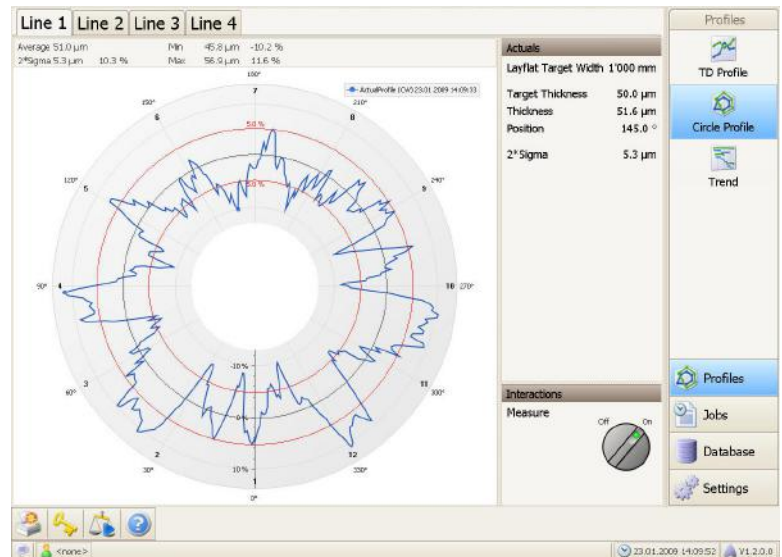 Line 1 Line 2 Line 3 Line 4
Average 51.0 µm Min 45.8 µm -10.2 %
2*Sigma 5.3 µm 10.3 % Max 56.9 µm 11.6 %
ActualProfile (CW) 23.01.2009 14:09:33
180°
7
150°
6
210°
8
5.0 %
5.0 %
120°
5
240°
9
90°
4
10
270°
60°
3
11
300°
30°
2
12
330°
-10%
0%
10%
1
0°
Actuals
Layflat Target Width 1'000 mm
Target Thickness 50.0 µm
Thickness 51.6 µm
Position 145.0 °
2*Sigma 5.3 µm
Interactions
Measure
Off On
Profiles
TD Profile
Circle Profile
Trend
Profiles
Jobs
Database
Settings
<none>
23.01.2009 14:09:52
V1.2.0.0